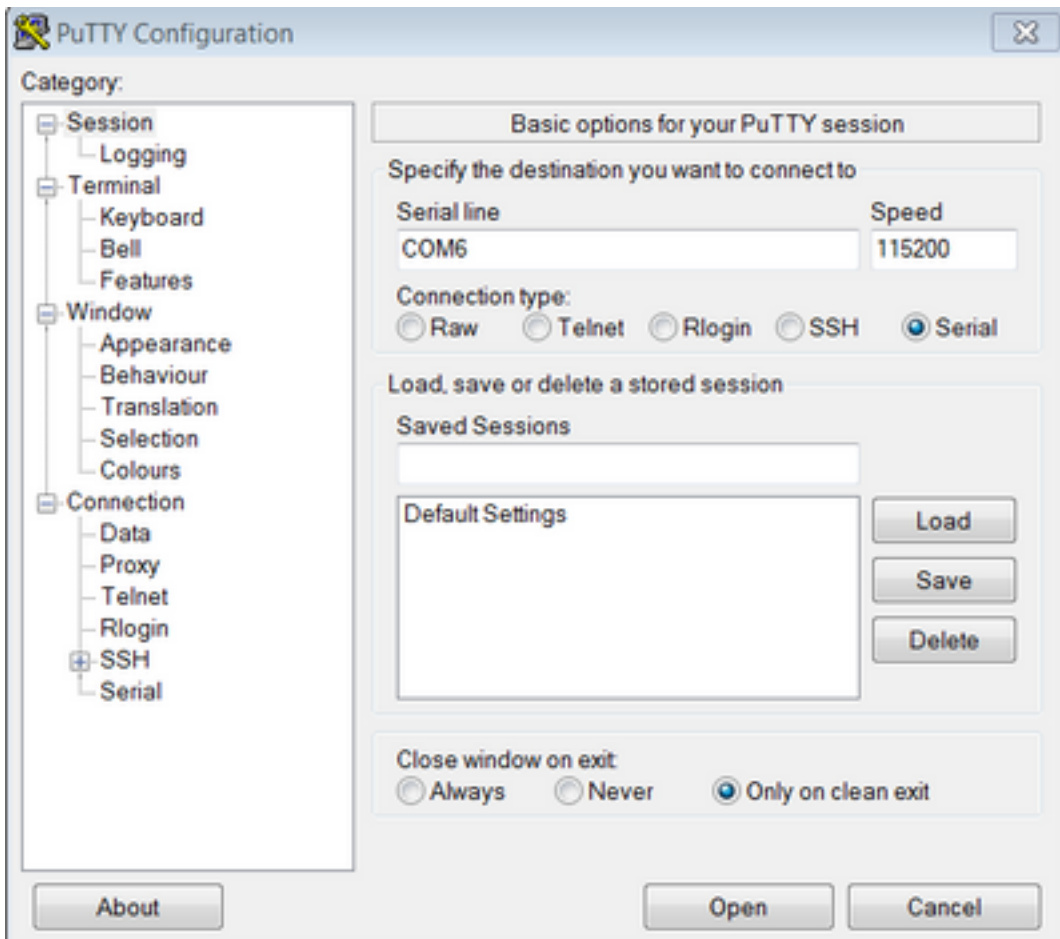 PuTTY Configuration
Category:
Session
Logging
Terminal
Keyboard
Bell
Features
Window
Appearance
Behaviour
Translation
Selection
Colours
Connection
Data
Proxy
Telnet
Rlogin
SSH
Serial
Basic options for your PuTTY session
Specify the destination you want to connect to
Serial line Speed
COM6 115200
Connection type:
Raw Telnet Rlogin SSH Serial
Load, save or delete a stored session
Saved Sessions
Default Settings
Load
Save
Delete
Close window on exit:
Always Never Only on clean exit
About Open Cancel